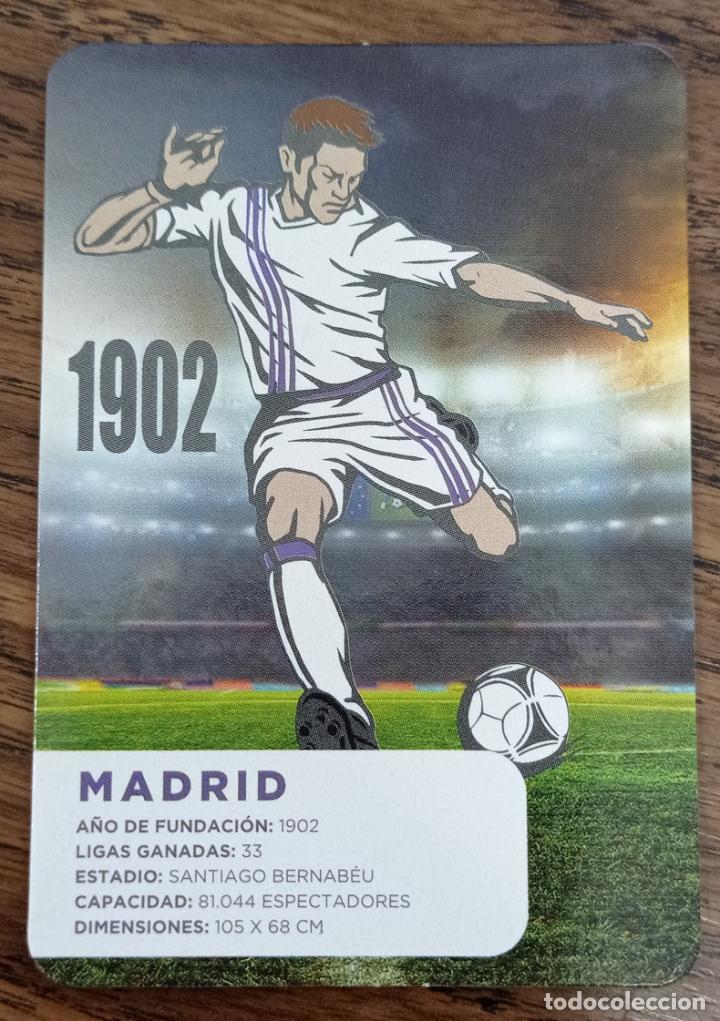 1902
MADRID
AÑO DE FUNDACIÓN: 1902
LIGAS GANADAS: 33
ESTADIO: SANTIAGO BERNABÉU
CAPACIDAD: 81.044 ESPECTADORES
DIMENSIONES: 105 X 68 CM
todocoleccion